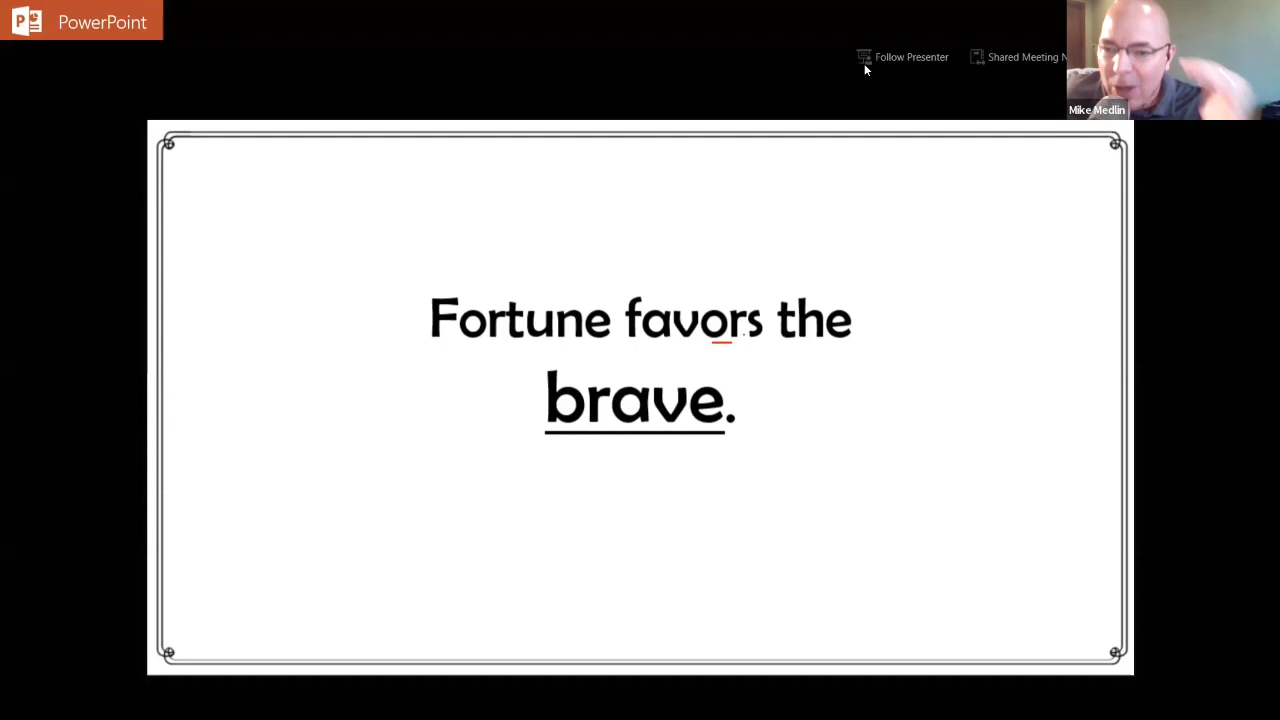 PowerPoint
Follow Presenter
Shared Meeting N
Mike Medlin
Fortune favors the
brave.